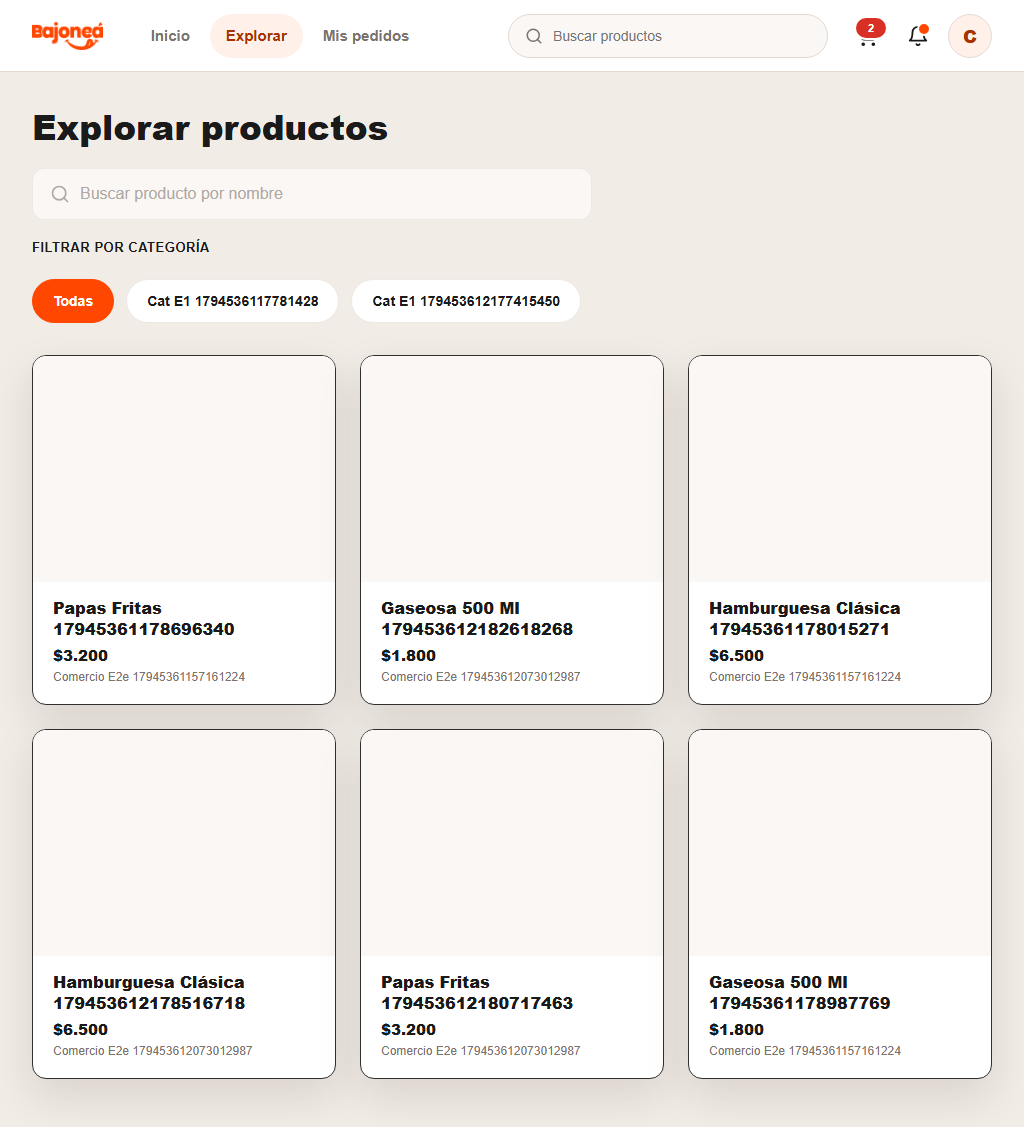 Bajoneá
Inicio
Explorar
Mis pedidos
Buscar productos
2
C
Explorar productos
Buscar producto por nombre
FILTRAR POR CATEGORÍA
Todas
Cat E1 1794536117781428
Cat E1 179453612177415450
Papas Fritas
17945361178696340
$3.200
Comercio E2e 17945361157161224
Gaseosa 500 Ml
179453612182618268
$1.800
Comercio E2e 179453612073012987
Hamburguesa Clásica
17945361178015271
$6.500
Comercio E2e 17945361157161224
Hamburguesa Clásica
179453612178516718
$6.500
Comercio E2e 179453612073012987
Papas Fritas
179453612180717463
$3.200
Comercio E2e 179453612073012987
Gaseosa 500 Ml
17945361178987769
$1.800
Comercio E2e 17945361157161224